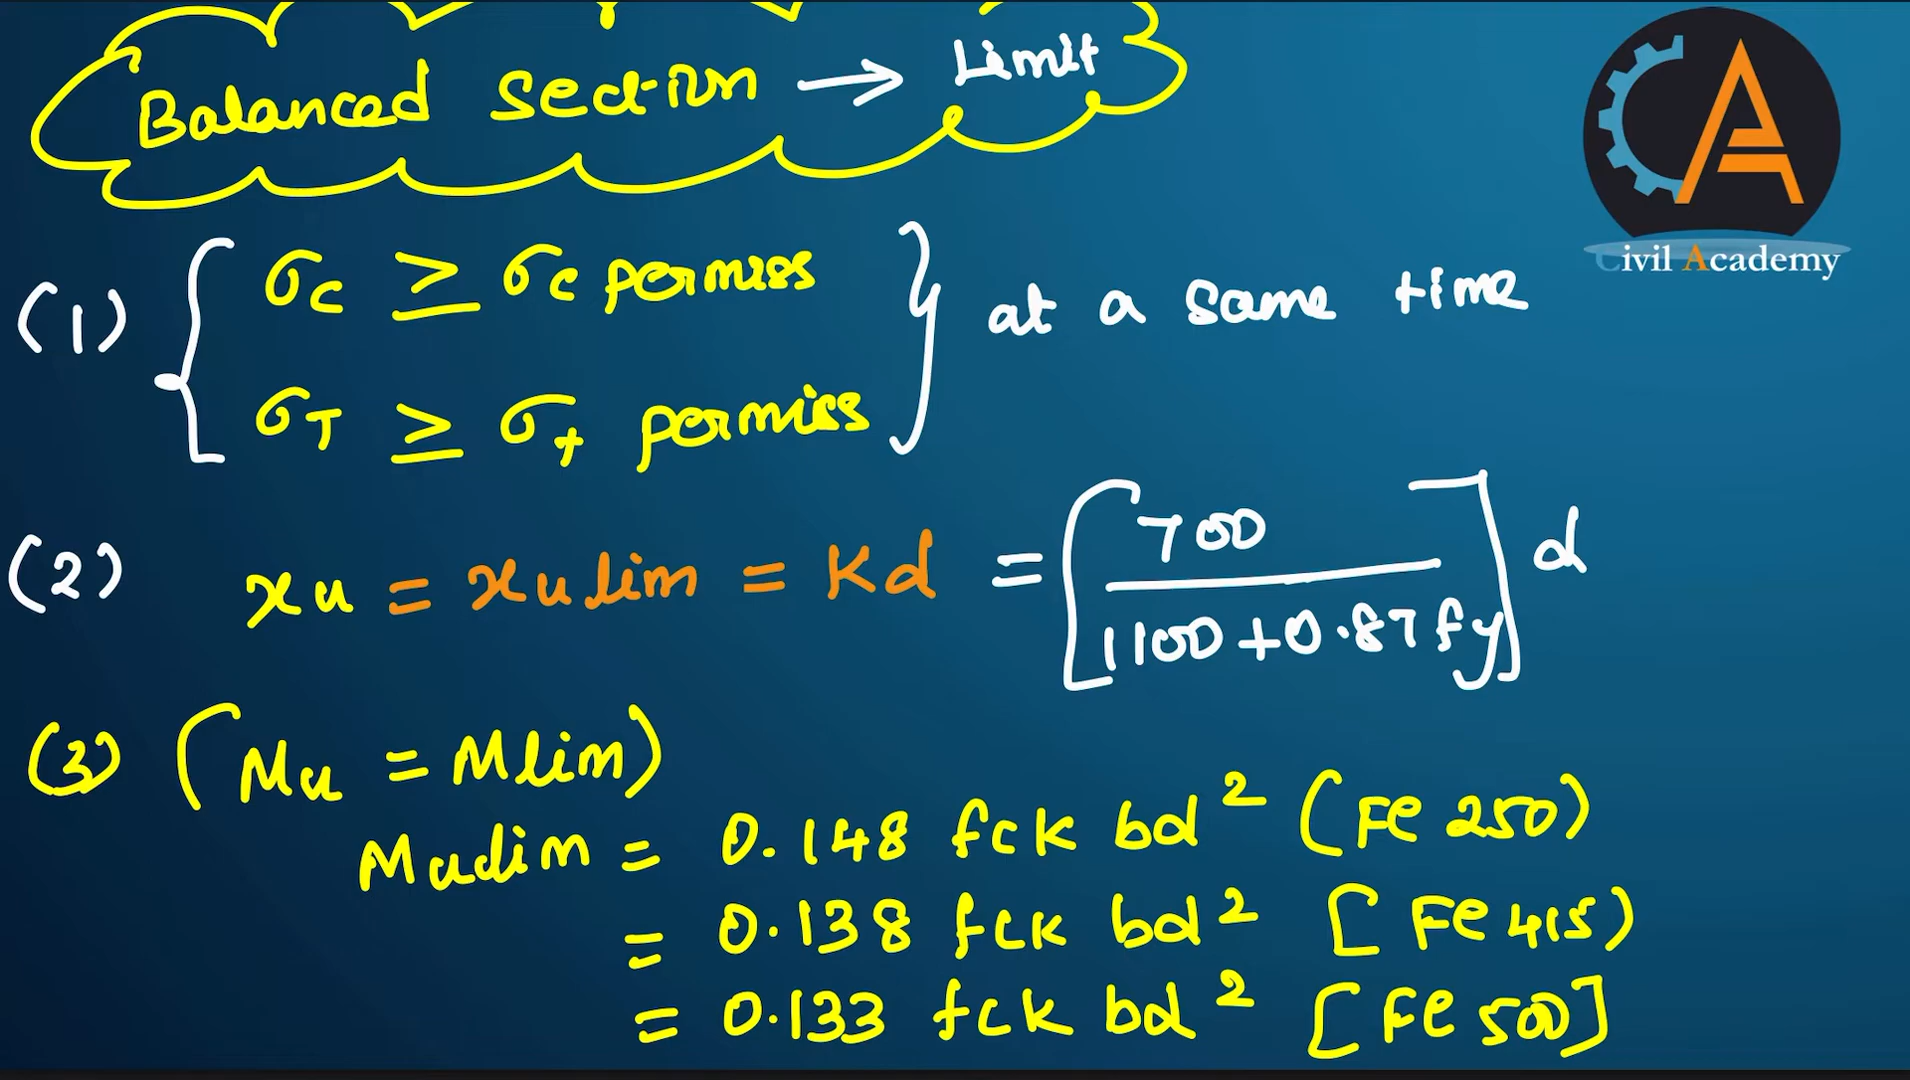 Balanced section → Limit
CA
Civil Academy
(1) { σc ≥ σc permiss } at a same time
σT ≥ σt permiss
(2) xu = xulim = Kd = [700 / 1100+0.87fy] d
(3) (Mu = Mlim)
Mulim = 0.148 fck bd² (Fe 250)
= 0.138 fck bd² [Fe 415)
= 0.133 fck bd² [Fe 500]